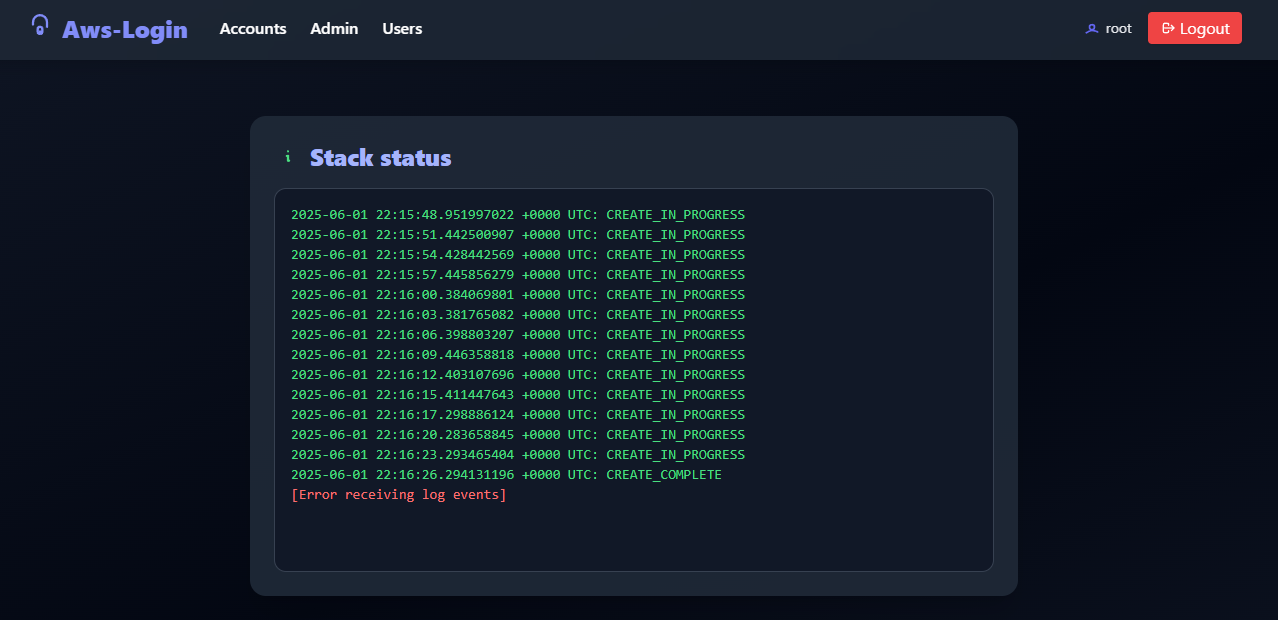 Aws-Login Accounts Admin Users root Logout
Stack status
2025-06-01 22:15:48.951997022 +0000 UTC: CREATE_IN_PROGRESS
2025-06-01 22:15:51.442500907 +0000 UTC: CREATE_IN_PROGRESS
2025-06-01 22:15:54.428442569 +0000 UTC: CREATE_IN_PROGRESS
2025-06-01 22:15:57.445856279 +0000 UTC: CREATE_IN_PROGRESS
2025-06-01 22:16:00.384069801 +0000 UTC: CREATE_IN_PROGRESS
2025-06-01 22:16:03.381765082 +0000 UTC: CREATE_IN_PROGRESS
2025-06-01 22:16:06.398803207 +0000 UTC: CREATE_IN_PROGRESS
2025-06-01 22:16:09.446358818 +0000 UTC: CREATE_IN_PROGRESS
2025-06-01 22:16:12.403107696 +0000 UTC: CREATE_IN_PROGRESS
2025-06-01 22:16:15.411447643 +0000 UTC: CREATE_IN_PROGRESS
2025-06-01 22:16:17.298886124 +0000 UTC: CREATE_IN_PROGRESS
2025-06-01 22:16:20.283658845 +0000 UTC: CREATE_IN_PROGRESS
2025-06-01 22:16:23.293465404 +0000 UTC: CREATE_IN_PROGRESS
2025-06-01 22:16:26.294131196 +0000 UTC: CREATE_COMPLETE
[Error receiving log events]